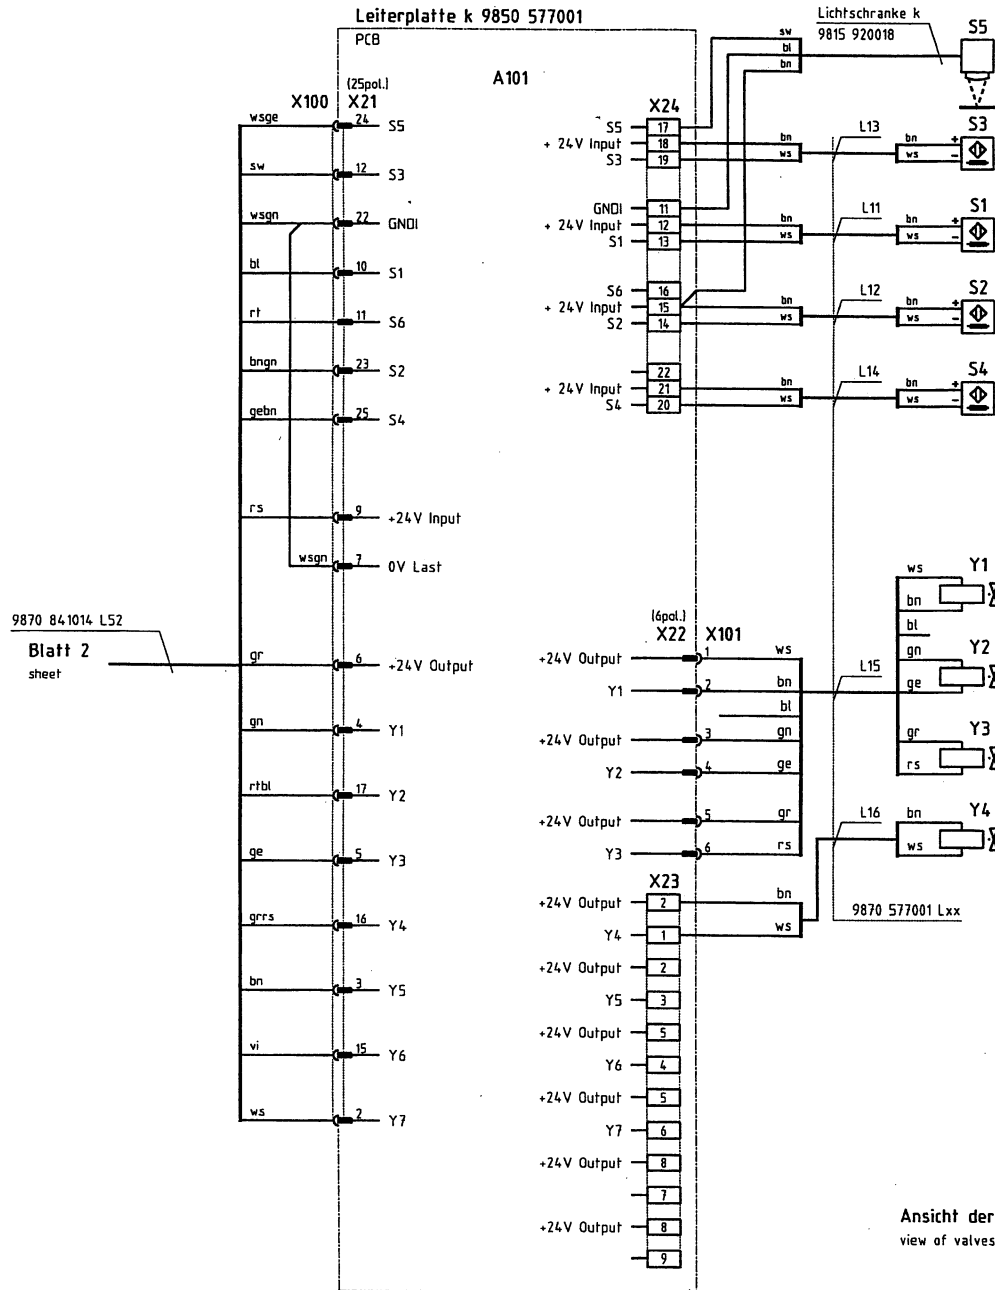 Leiterplatte k 9850 577001
PCB
A101
Lichtschranke k
9815 920018
S5
sw
bl
bn
(25pol.)
X100 X21
X24
wsge 24 S5
sw 12 S3
wsgn 22 GNDI
bl 10 S1
rt 11 S6
bngn 23 S2
gebn 25 S4
rs 9 +24V Input
wsgn 7 0V Last
9870 841014 L52
Blatt 2
sheet
gr 6 +24V Output
gn 4 Y1
rtbl 17 Y2
ge 5 Y3
grrs 16 Y4
bn 3 Y5
vi 15 Y6
ws 2 Y7
S5 17
+ 24V Input 18 bn L13 bn + S3
S3 19 ws ws -
GNDI 11
+ 24V Input 12 bn L11 bn + S1
S1 13 ws ws -
S6 16
+ 24V Input 15 bn L12 bn + S2
S2 14 ws ws -
22
+ 24V Input 21 bn L14 bn + S4
S4 20 ws ws -
(6pol.)
X22 X101
+24V Output 1 ws
Y1 2 bn
bl
+24V Output 3 gn
Y2 4 ge
+24V Output 5 gr
Y3 6 rs
L15
ws Y1
bn
bl
gn Y2
ge
gr Y3
rs
L16
bn Y4
ws
X23
+24V Output 2 bn
Y4 1 ws
9870 577001 Lxx
+24V Output 2
Y5 3
+24V Output 5
Y6 4
+24V Output 5
Y7 6
+24V Output 8
7
+24V Output 8
9
Ansicht der
view of valves